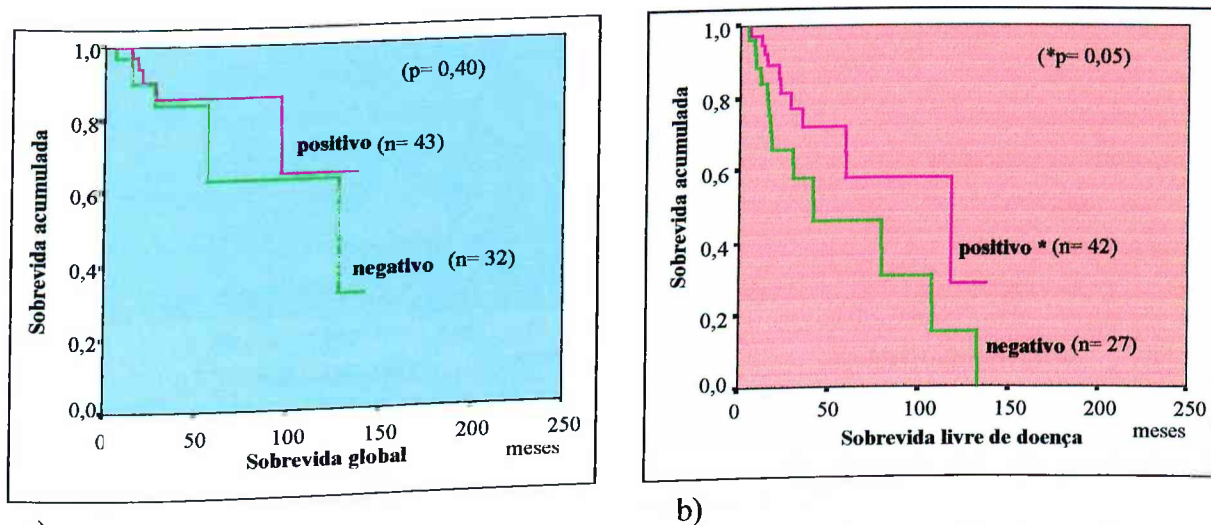 Sobrevida acumulada
1,0
0,8
0,6
0,4
0,2
0,0
(p= 0,40)
positivo (n= 43)
negativo (n= 32)
0 50 100 150 200 250
Sobrevida global meses
Sobrevida acumulada
1,0
0,8
0,6
0,4
0,2
0,0
(*p= 0,05)
positivo * (n= 42)
negativo (n= 27)
0 50 100 150 200 250
Sobrevida livre de doença meses
b)